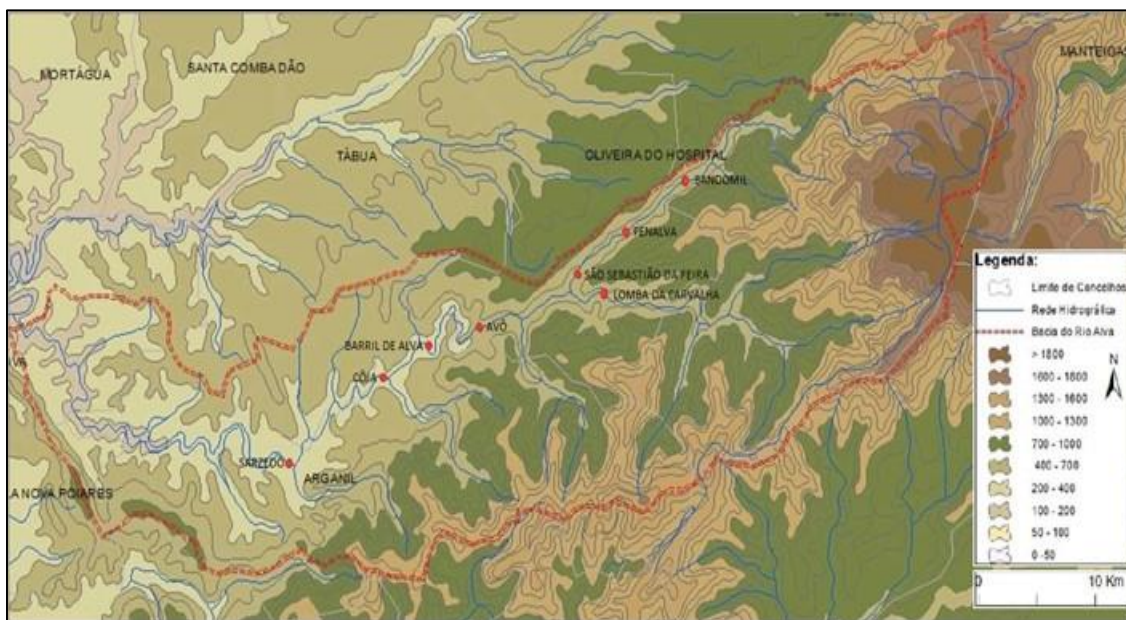 MORTÁGUA
SANTA COMBA DÃO
MANTEIGAS
TÁBUA
OLIVEIRA DO HOSPITAL
BANDOMIL
PENALVA
SÃO SEBASTIÃO DA FEIRA
LOMBA DA CARVALHA
AVÔ
BARRIL DE ALVA
CÔJA
SARZEDO
ARGANIL
LA NOVA POIARES
Legenda:
Limite de Concelhos
Rede Hidrográfica
Bacia do Rio Alva
> 1800
1600 - 1800
1300 - 1600
1000 - 1300
700 - 1000
400 - 700
200 - 400
100 - 200
50 - 100
0 - 50
N
0 10 Km